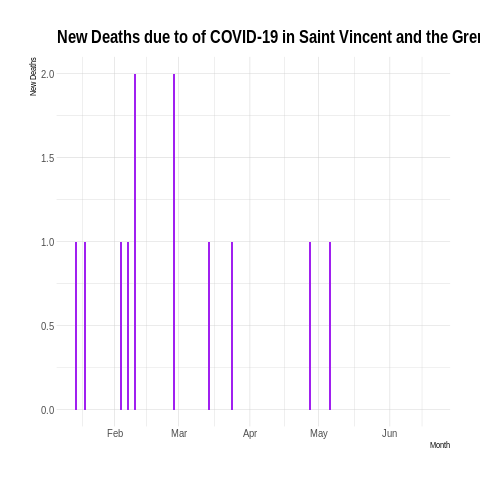 New Deaths due to of COVID-19 in Saint Vincent and the Gren
New Deaths
2.0
1.5
1.0
0.5
0.0
Feb Mar Apr May Jun
Month